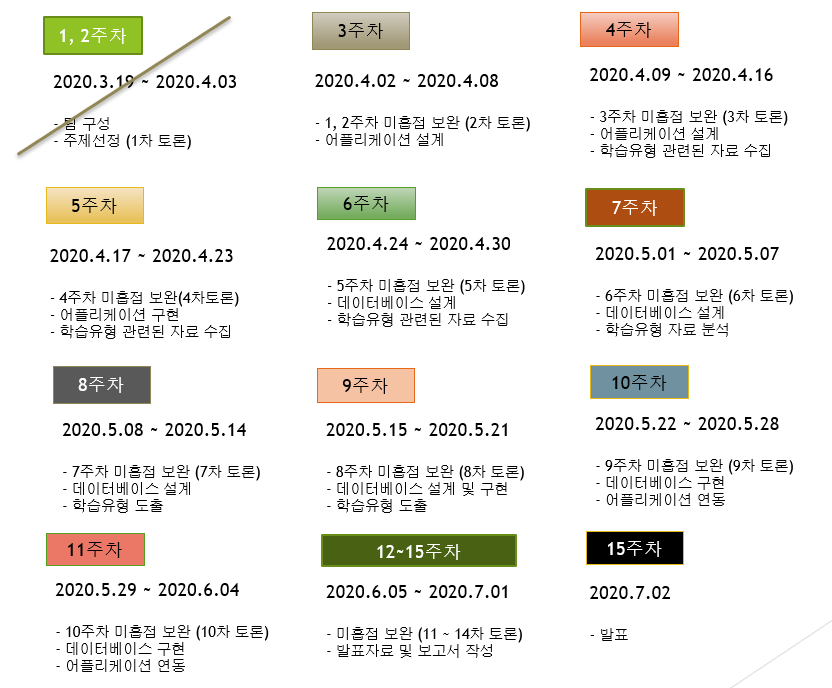 1, 2주차
2020.3.19 ~ 2020.4.03
- 팀 구성
- 주제선정 (1차 토론)
3주차
2020.4.02 ~ 2020.4.08
- 1, 2주차 미흡점 보완 (2차 토론)
- 어플리케이션 설계
4주차
2020.4.09 ~ 2020.4.16
- 3주차 미흡점 보완 (3차 토론)
- 어플리케이션 설계
- 학습유형 관련된 자료 수집
5주차
2020.4.17 ~ 2020.4.23
- 4주차 미흡점 보완(4차토론)
- 어플리케이션 구현
- 학습유형 관련된 자료 수집
6주차
2020.4.24 ~ 2020.4.30
- 5주차 미흡점 보완 (5차 토론)
- 데이터베이스 설계
- 학습유형 관련된 자료 수집
7주차
2020.5.01 ~ 2020.5.07
- 6주차 미흡점 보완 (6차 토론)
- 데이터베이스 설계
- 학습유형 자료 분석
8주차
2020.5.08 ~ 2020.5.14
- 7주차 미흡점 보완 (7차 토론)
- 데이터베이스 설계
- 학습유형 도출
9주차
2020.5.15 ~ 2020.5.21
- 8주차 미흡점 보완 (8차 토론)
- 데이터베이스 설계 및 구현
- 학습유형 도출
10주차
2020.5.22 ~ 2020.5.28
- 9주차 미흡점 보완 (9차 토론)
- 데이터베이스 구현
- 어플리케이션 연동
11주차
2020.5.29 ~ 2020.6.04
- 10주차 미흡점 보완 (10차 토론)
- 데이터베이스 구현
- 어플리케이션 연동
12~15주차
2020.6.05 ~ 2020.7.01
- 미흡점 보완 (11 ~ 14차 토론)
- 발표자료 및 보고서 작성
15주차
2020.7.02
- 발표